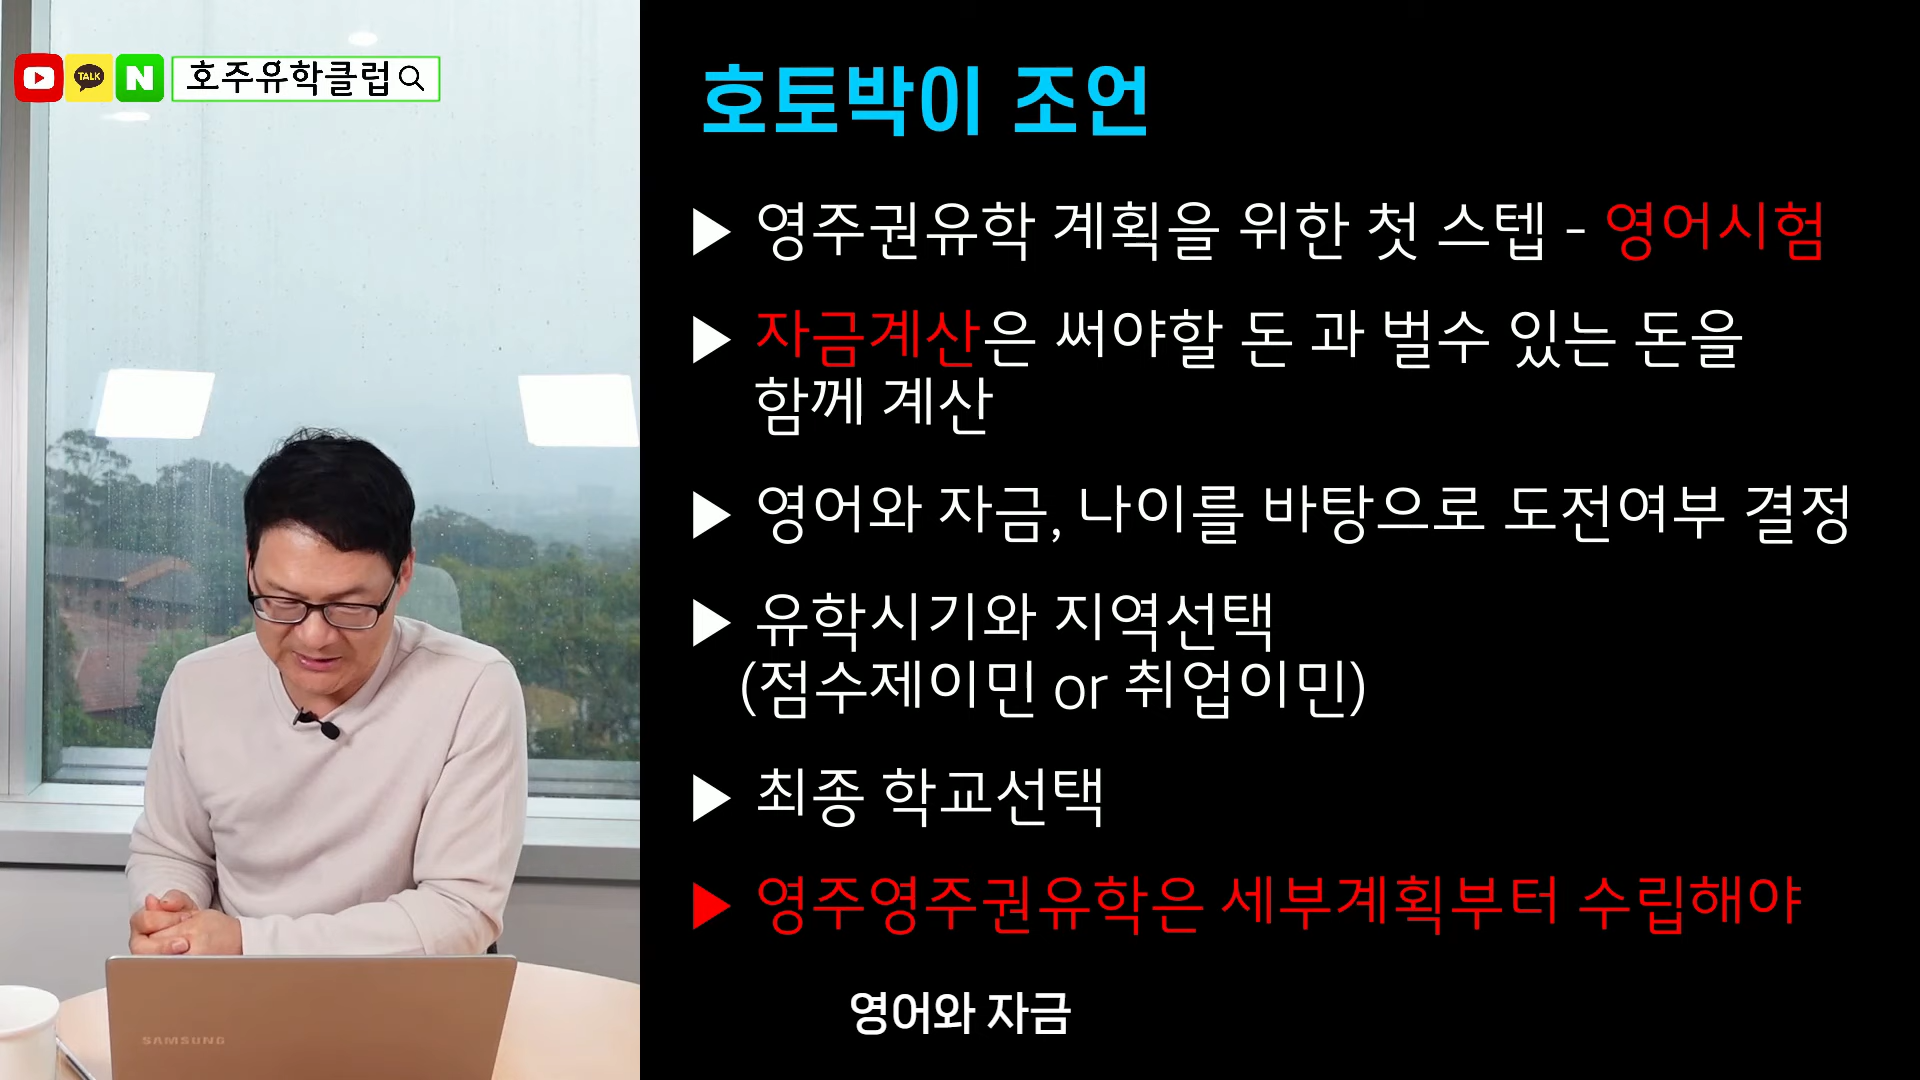 TALK
N
호주유학클럽
호토박이 조언
▶ 영주권유학 계획을 위한 첫 스텝 - 영어시험
▶ 자금계산은 써야할 돈 과 벌수 있는 돈을
함께 계산
▶ 영어와 자금, 나이를 바탕으로 도전여부 결정
▶ 유학시기와 지역선택
(점수제이민 or 취업이민)
▶ 최종 학교선택
▶ 영주영주권유학은 세부계획부터 수립해야
영어와 자금
SAMSUNG